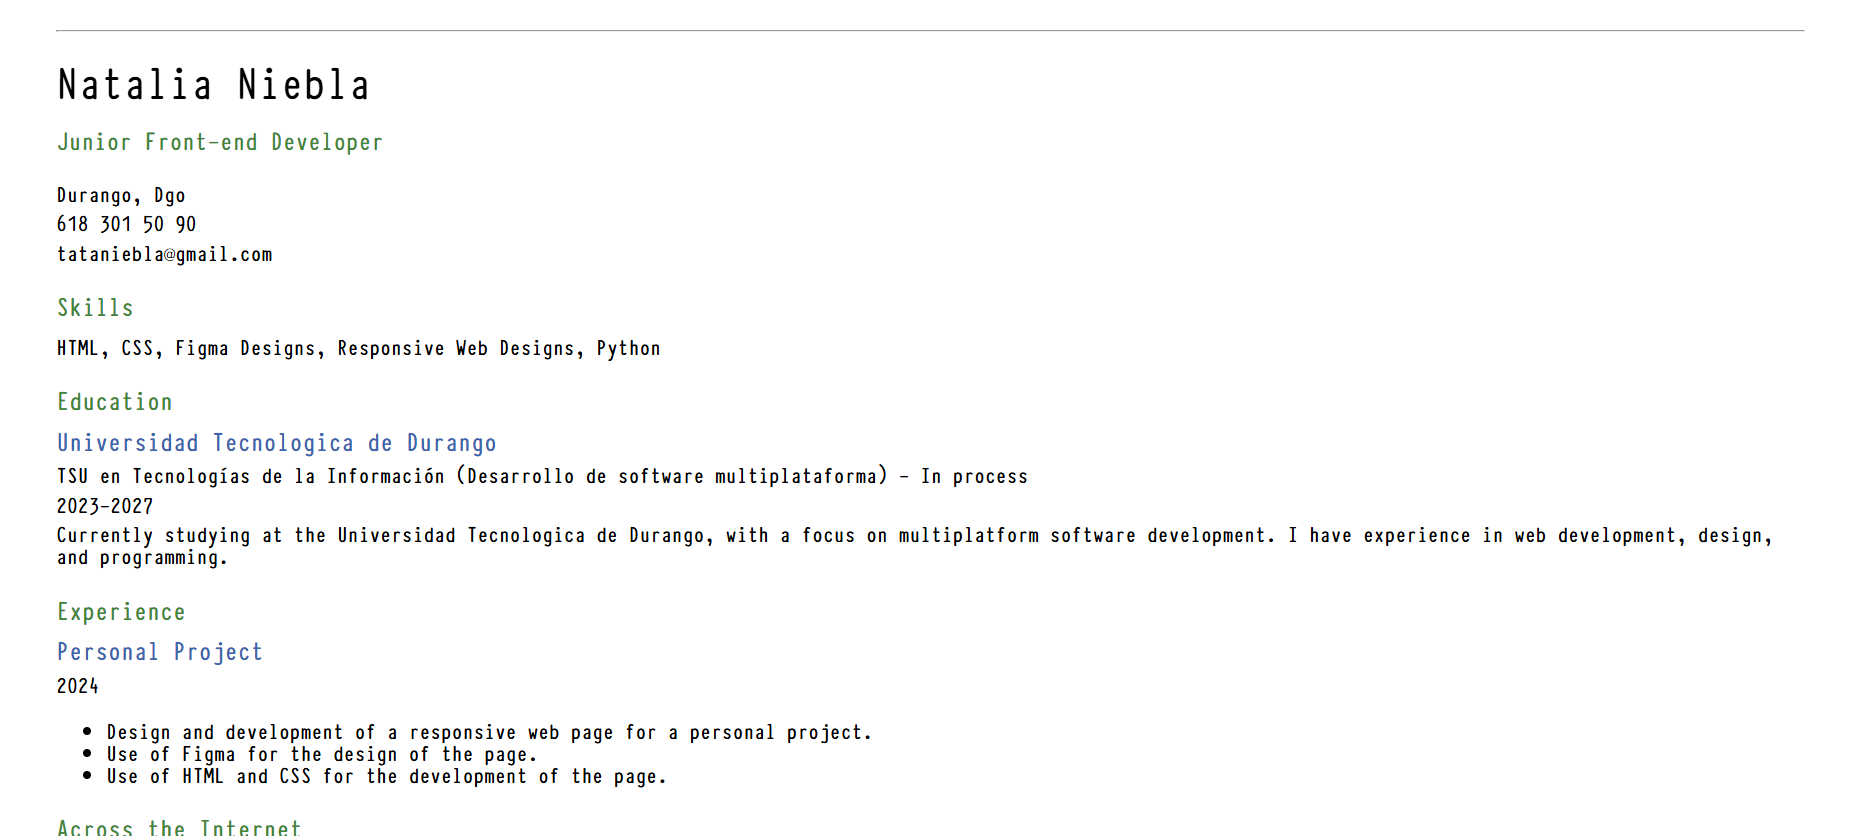 Natalia Niebla
Junior Front-end Developer
Durango, Dgo
618 301 50 90
tataniebla@gmail.com
Skills
HTML, CSS, Figma Designs, Responsive Web Designs, Python
Education
Universidad Tecnologica de Durango
TSU en Tecnologías de la Información (Desarrollo de software multiplataforma) - In process
2023-2027
Currently studying at the Universidad Tecnologica de Durango, with a focus on multiplatform software development. I have experience in web development, design,
and programming.
Experience
Personal Project
2024
• Design and development of a responsive web page for a personal project.
• Use of Figma for the design of the page.
• Use of HTML and CSS for the development of the page.
Across the Internet